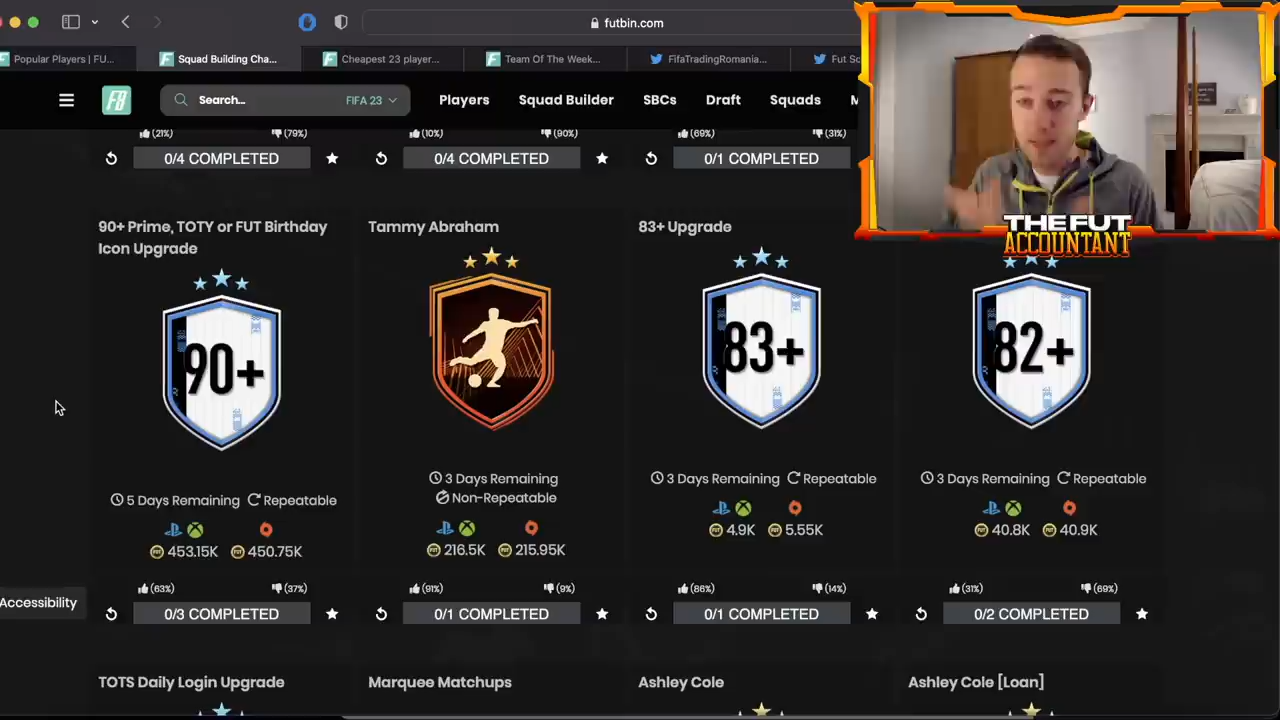 futbin.com
Popular Players | FU...
Squad Building Cha...
Cheapest 23 player...
Team Of The Week...
FifaTradingRomania...
Fut Sc
F8
Search...
FIFA 23
Players
Squad Builder
SBCs
Draft
Squads
M
(21%)
(79%)
(10%)
(90%)
(69%)
(31%)
0/4 COMPLETED
0/4 COMPLETED
0/1 COMPLETED
THE FUT
ACCOUNTANT
90+ Prime, TOTY or FUT Birthday
Icon Upgrade
Tammy Abraham
83+ Upgrade
90+
83+
82+
5 Days Remaining
Repeatable
3 Days Remaining
Non-Repeatable
3 Days Remaining
Repeatable
3 Days Remaining
Repeatable
453.15K
450.75K
216.5K
215.95K
4.9K
5.55K
40.8K
40.9K
(63%)
(37%)
(91%)
(9%)
(86%)
(14%)
(31%)
(69%)
Accessibility
0/3 COMPLETED
0/1 COMPLETED
0/1 COMPLETED
0/2 COMPLETED
TOTS Daily Login Upgrade
Marquee Matchups
Ashley Cole
Ashley Cole [Loan]